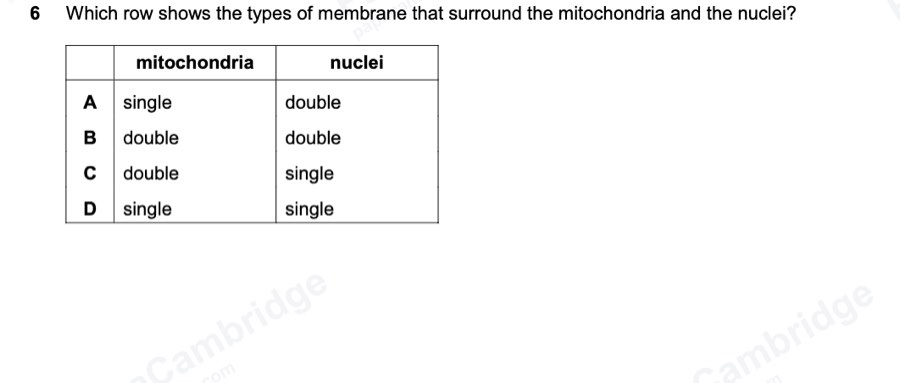 6 Which row shows the types of membrane that surround the mitochondria and the nuclei?
mitochondria nuclei
A single double
B double double
C double single
D single single
Cambridge
Cambridge
com